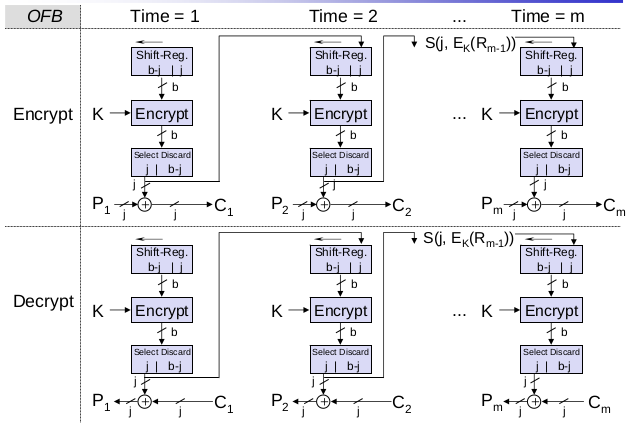 OFB Time = 1 Time = 2 ... Time = m
S(j, E_K(R_{m-1}))
Shift-Reg. Shift-Reg. Shift-Reg.
b-j | j b-j | j b-j | j
b b b
Encrypt K Encrypt K Encrypt ... K Encrypt
b b b
Select Discard Select Discard Select Discard
j | b-j j | b-j j | b-j
j j j
P_1 + C_1 P_2 + C_2 P_m + C_m
j j j j j j
S(j, E_K(R_{m-1}))
Shift-Reg. Shift-Reg. Shift-Reg.
b-j | j b-j | j b-j | j
b b b
Decrypt K Encrypt K Encrypt ... K Encrypt
b b b
Select Discard Select Discard Select Discard
j | b-j j | b-j j | b-j
j j j
P_1 + C_1 P_2 + C_2 P_m + C_m
j j j j j j